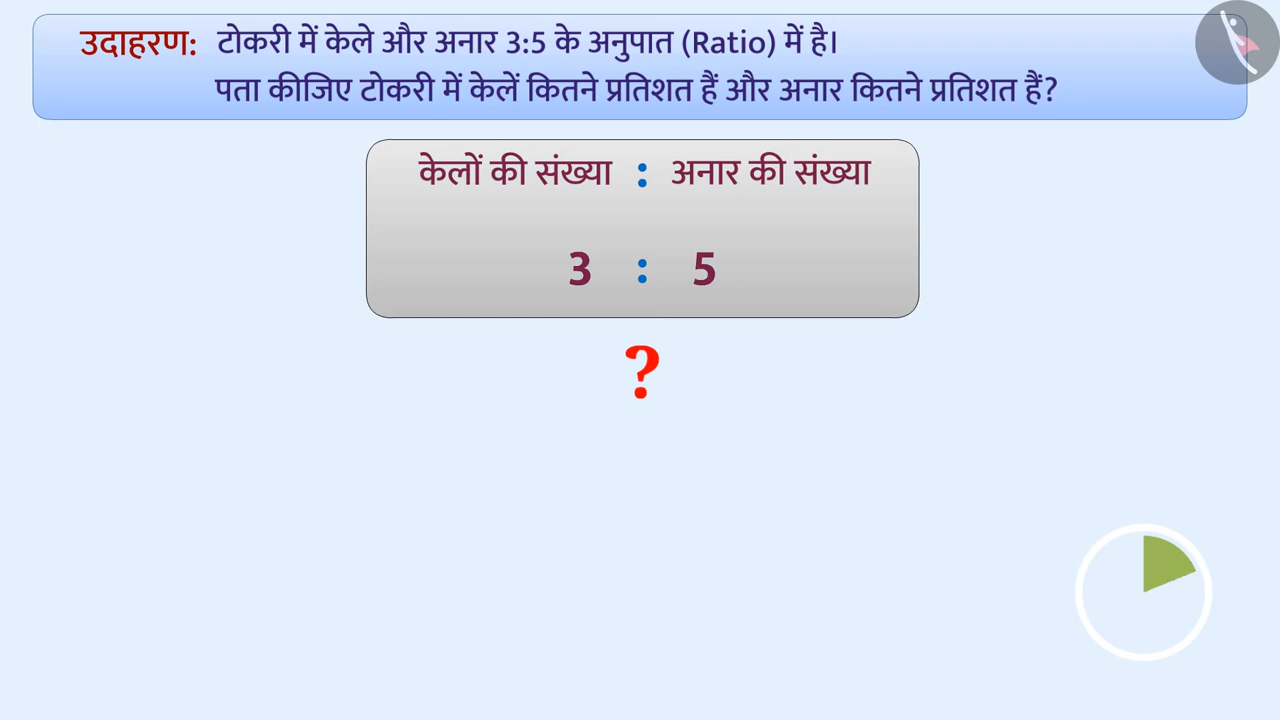 उदाहरण: टोकरी में केले और अनार 3:5 के अनुपात (Ratio) में है।
पता कीजिए टोकरी में केलें कितने प्रतिशत हैं और अनार कितने प्रतिशत हैं?
केलों की संख्या : अनार की संख्या
3 : 5
?